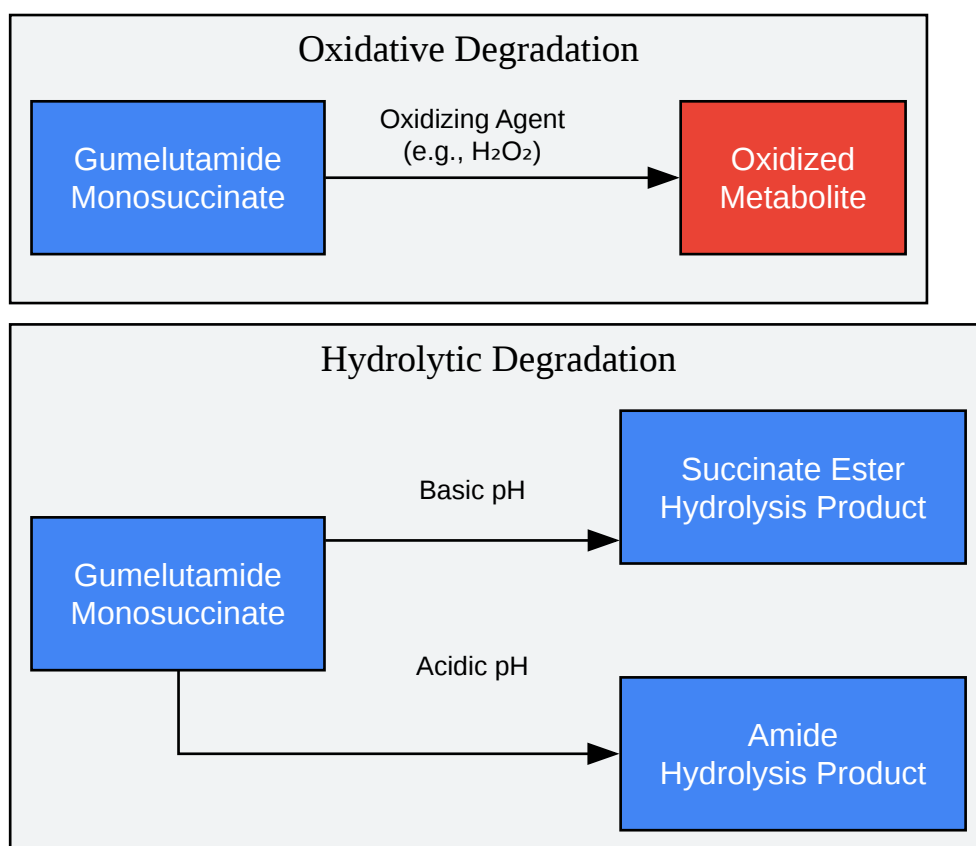 Oxidative Degradation
Gumelutamide
Monosuccinate
Oxidizing Agent
(e.g., H₂O₂)
Oxidized
Metabolite
Hydrolytic Degradation
Gumelutamide
Monosuccinate
Basic pH
Succinate Ester
Hydrolysis Product
Acidic pH
Amide
Hydrolysis Product